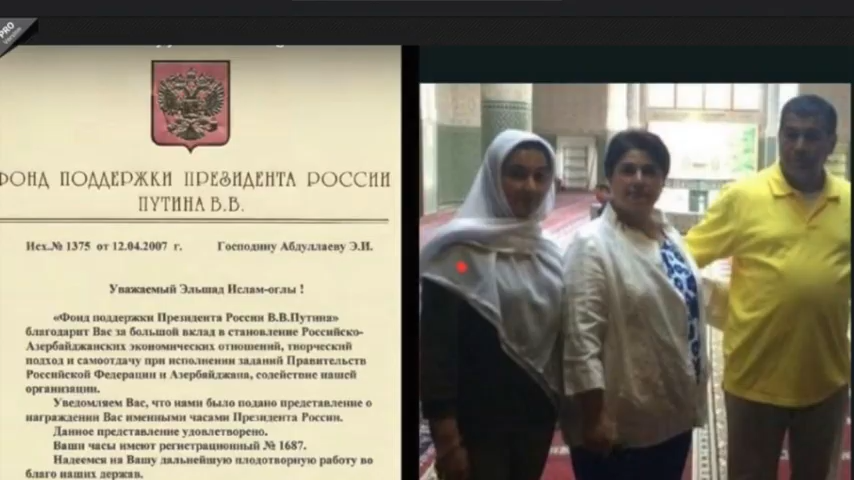 PRO
Version
ФОНД ПОДДЕРЖКИ ПРЕЗИДЕНТА РОССИИ
ПУТИНА В.В.
Исх.№ 1375 от 12.04.2007 г. Господину Абдуллаеву Э.И.
Уважаемый Эльшад Ислам-оглы !
«Фонд поддержки Президента России В.В.Путина»
благодарит Вас за большой вклад в становление Российско-
Азербайджанских экономических отношений, творческий
подход и самоотдачу при исполнении заданий Правительств
Российской Федерации и Азербайджана, содействие нашей
организации.
Уведомляем Вас, что нами было подано представление о
награждении Вас именными часами Президента России.
Данное представление удовлетворено.
Ваши часы имеют регистрационный № 1687.
Надеемся на Вашу дальнейшую плодотворную работу во
благо наших держав.